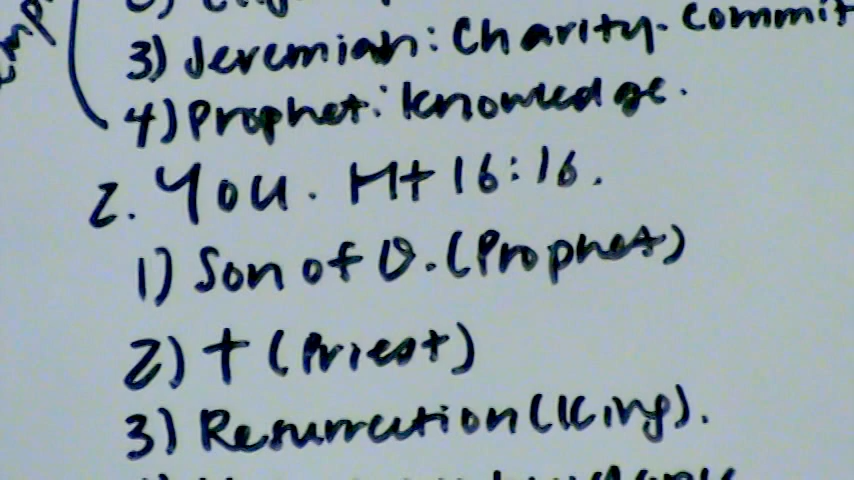 3) Jeremiah: Charity. Commit
4) Prophet: knowledge.
2. You. Mt 16:16.
1) Son of θ. (Prophet)
2) † (Priest)
3) Resurrection (King).